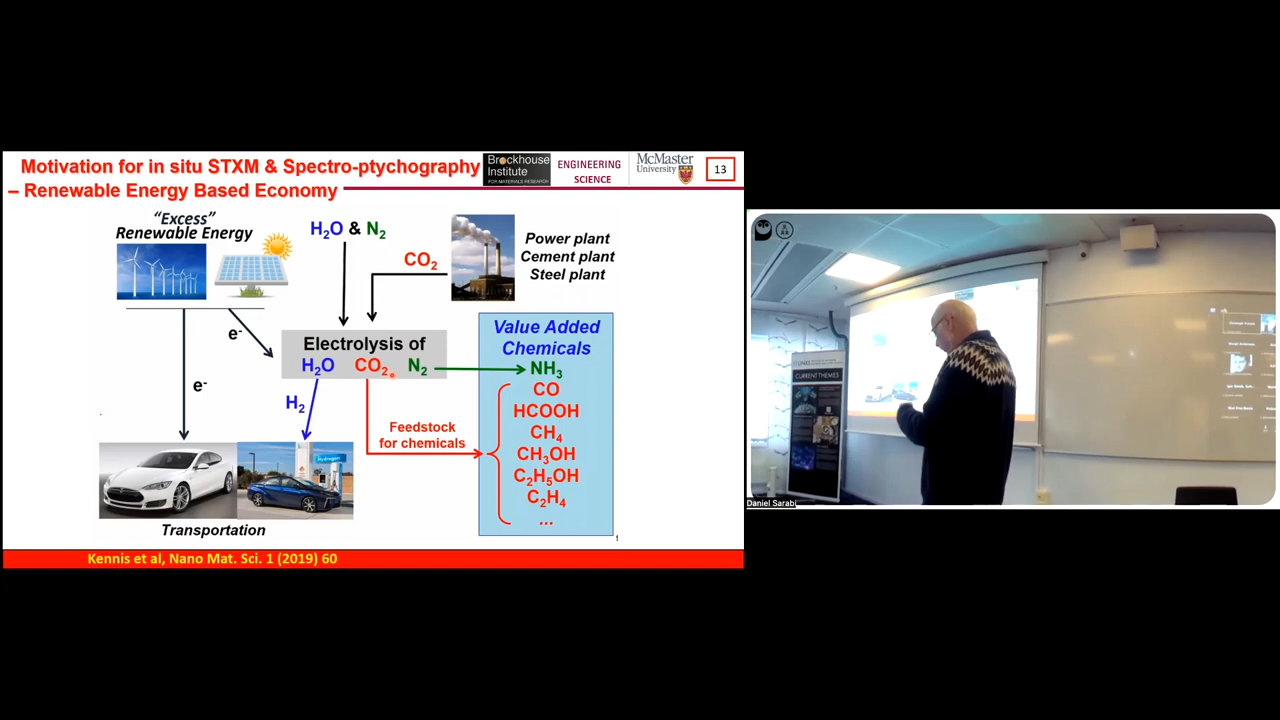 Motivation for in situ STXM & Spectro-ptychography
– Renewable Energy Based Economy
Brockhouse
Institute
FOR MATERIALS RESEARCH
ENGINEERING
SCIENCE
McMaster
University
13
“Excess”
Renewable Energy
H2O & N2
CO2
Power plant
Cement plant
Steel plant
e-
e-
Electrolysis of
H2O CO2 N2
H2
Feedstock
for chemicals
Value Added
Chemicals
NH3
CO
HCOOH
CH4
CH3OH
C2H5OH
C2H4
...
Hydrogen
Transportation
Kennis et al, Nano Mat. Sci. 1 (2019) 60
CURRENT THEMES
Daniel Sarabi